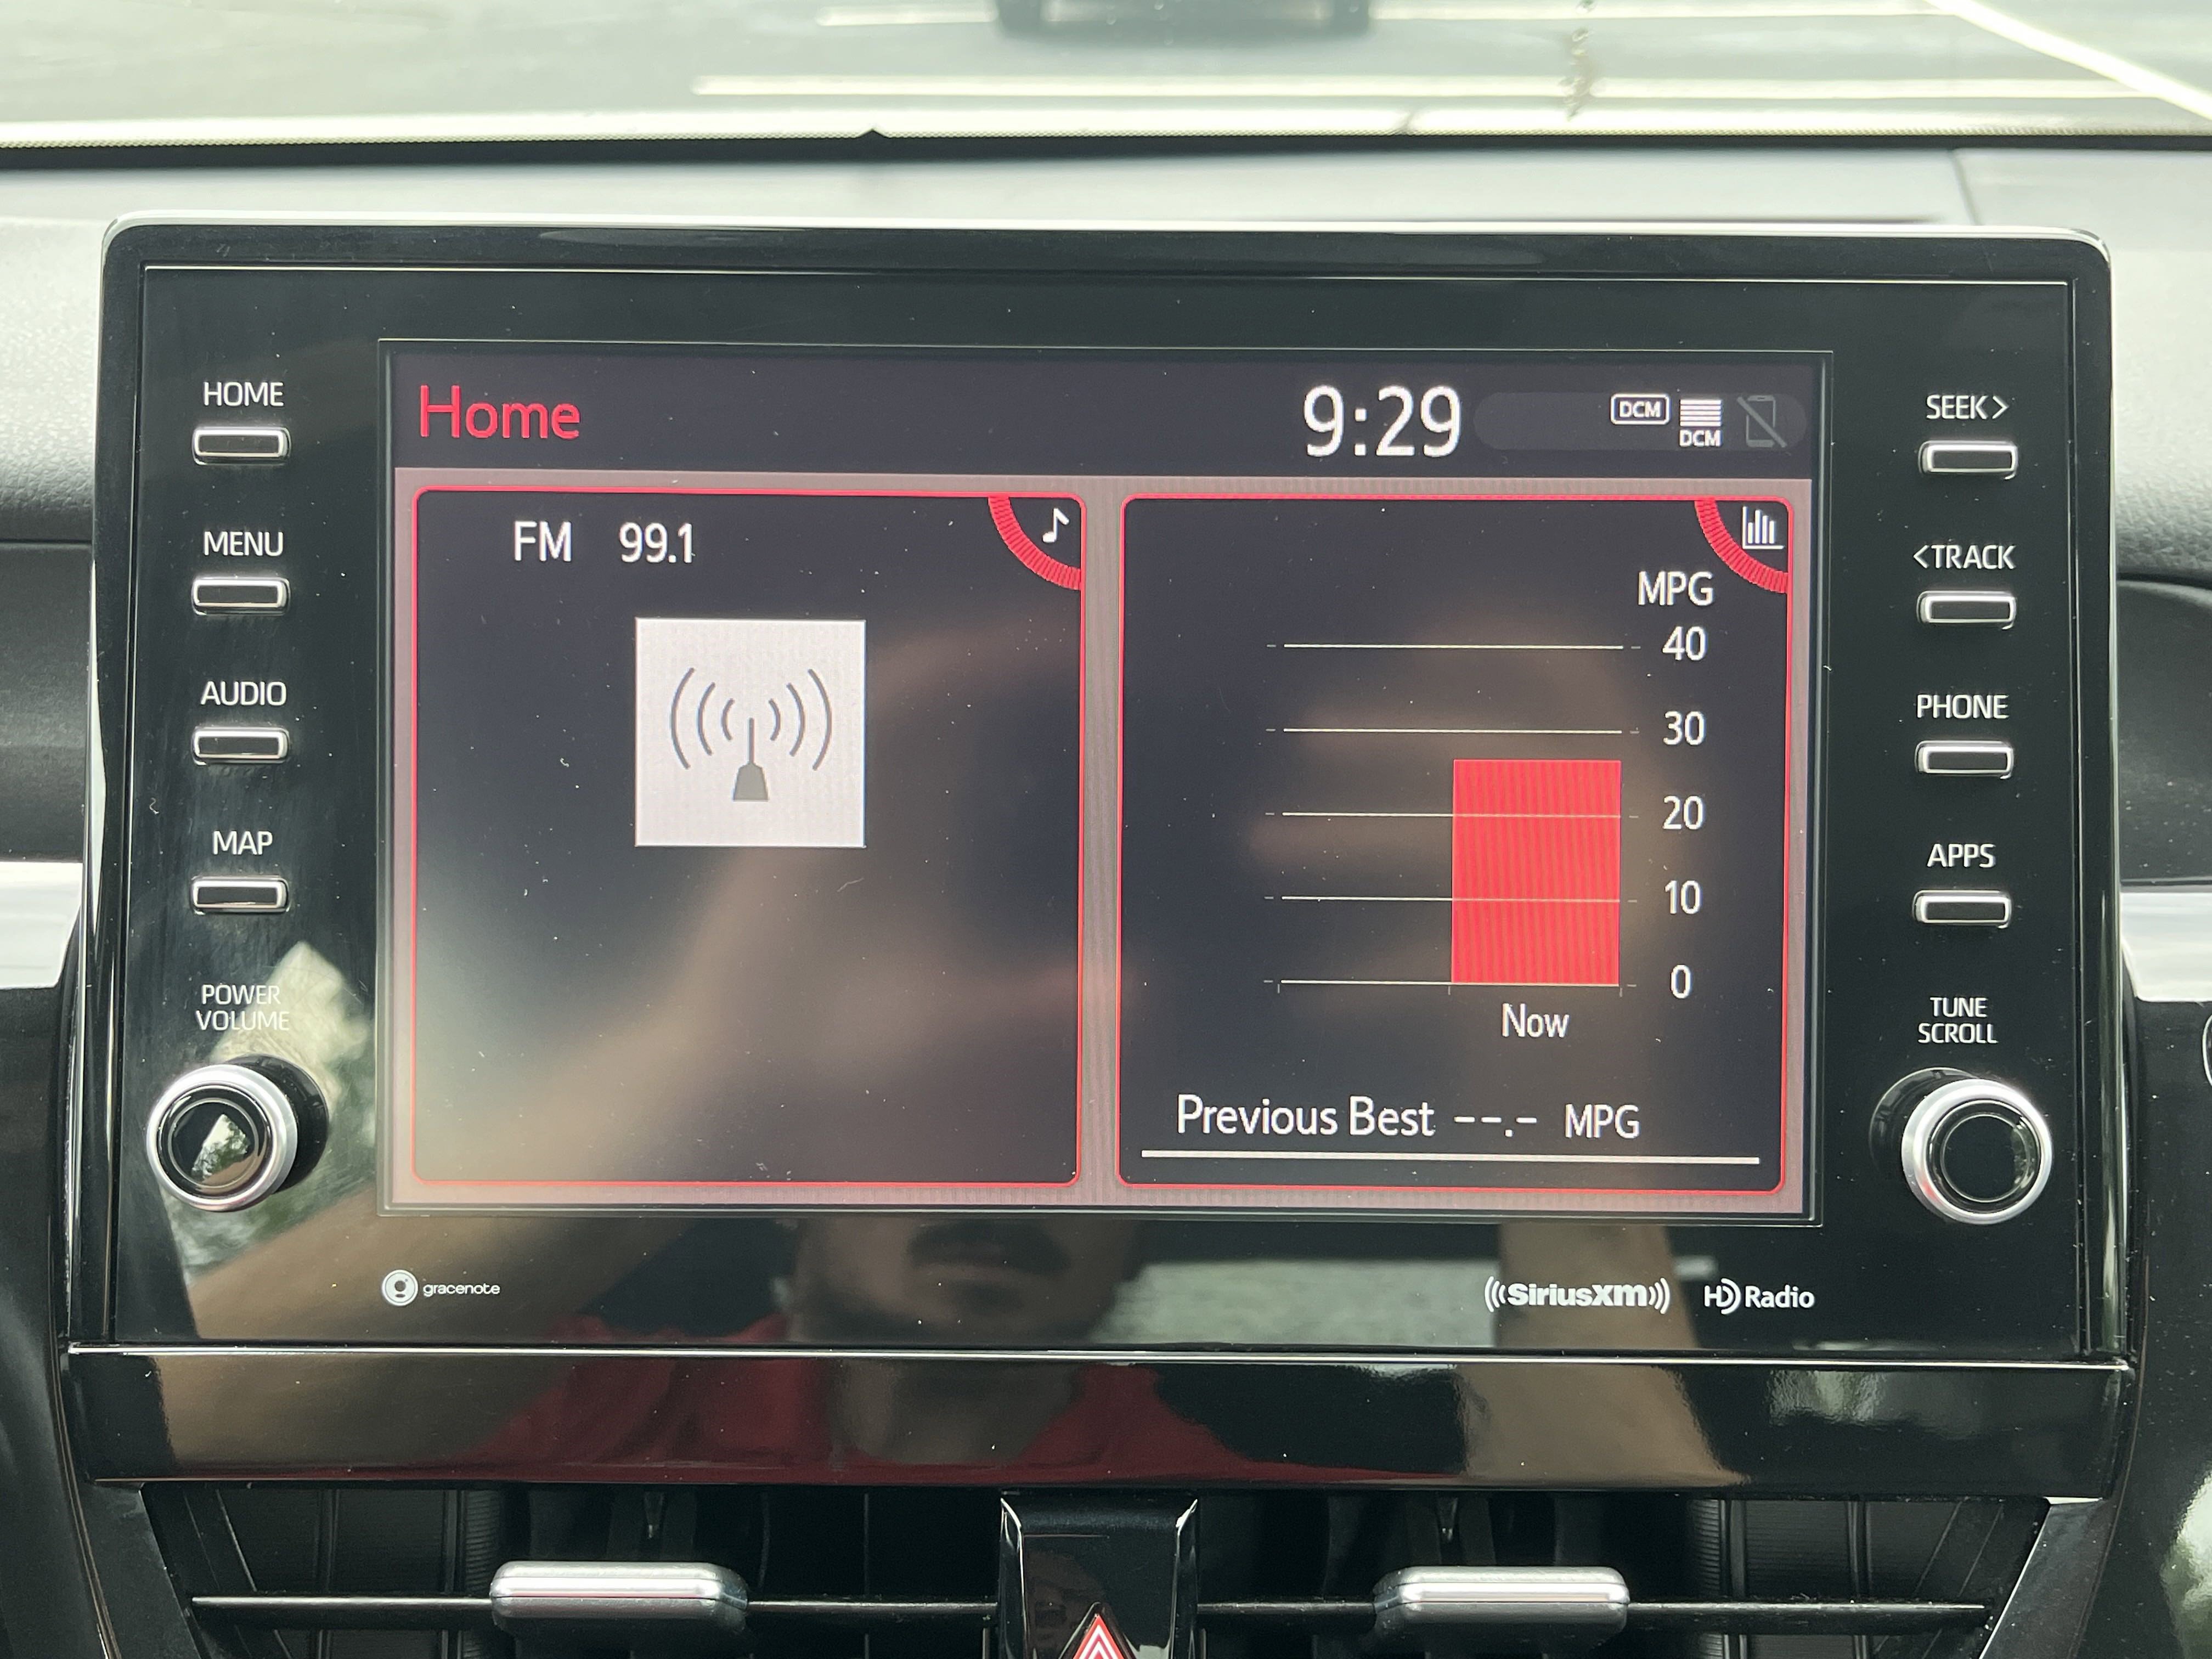 HOME
MENU
AUDIO
MAP
POWER
VOLUME
Home
9:29
DCM
DCM
FM 99.1
MPG
40
30
20
10
0
Now
Previous Best --.- MPG
SEEK>
<TRACK
PHONE
APPS
TUNE
SCROLL
gracenote
SiriusXM
HD Radio